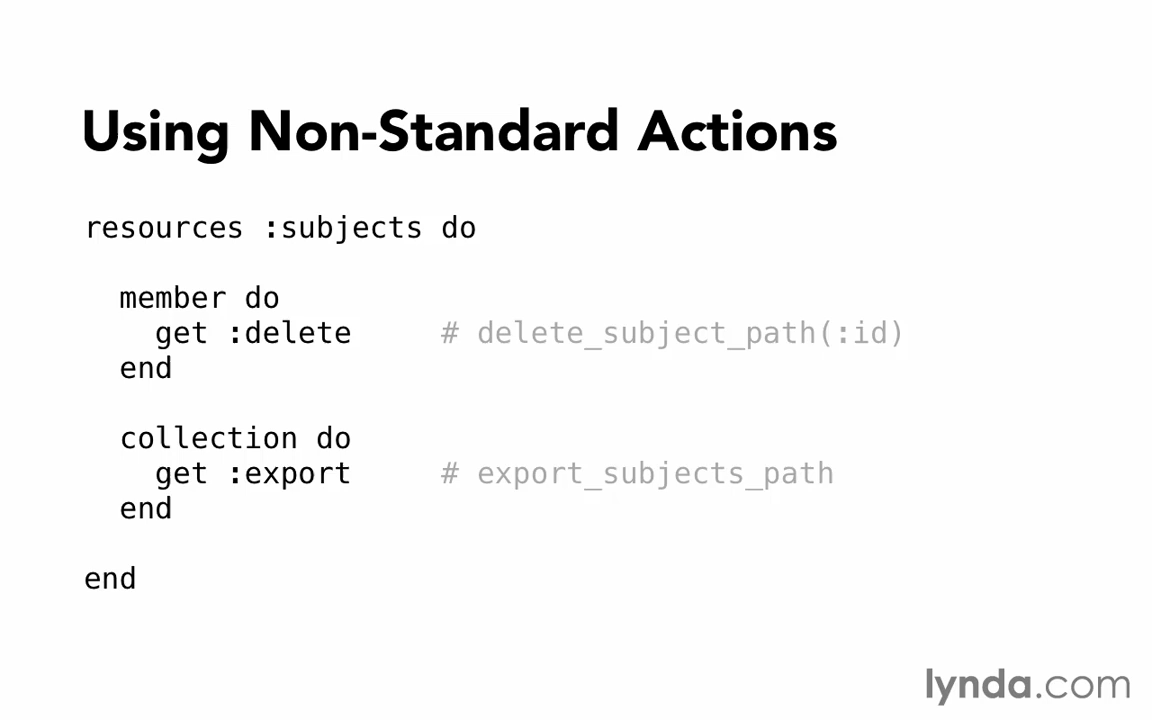 Using Non-Standard Actions
resources :subjects do
member do
get :delete # delete_subject_path(:id)
end
collection do
get :export # export_subjects_path
end
end
lynda.com